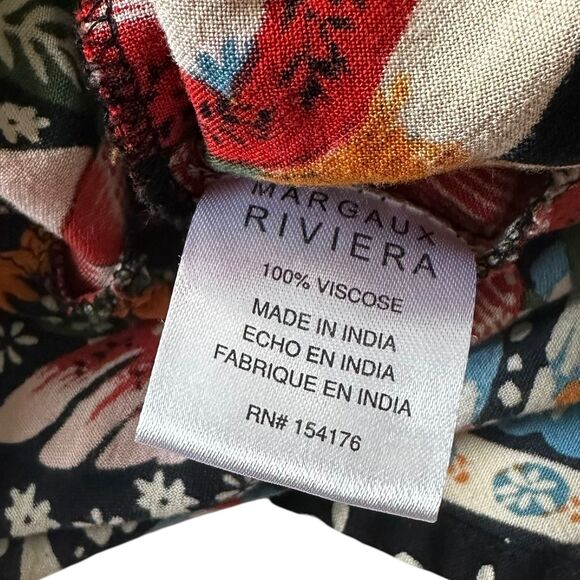 MARGAUX
RIVIERA
100% VISCOSE
MADE IN INDIA
ECHO EN INDIA
FABRIQUE EN INDIA
RN# 154176